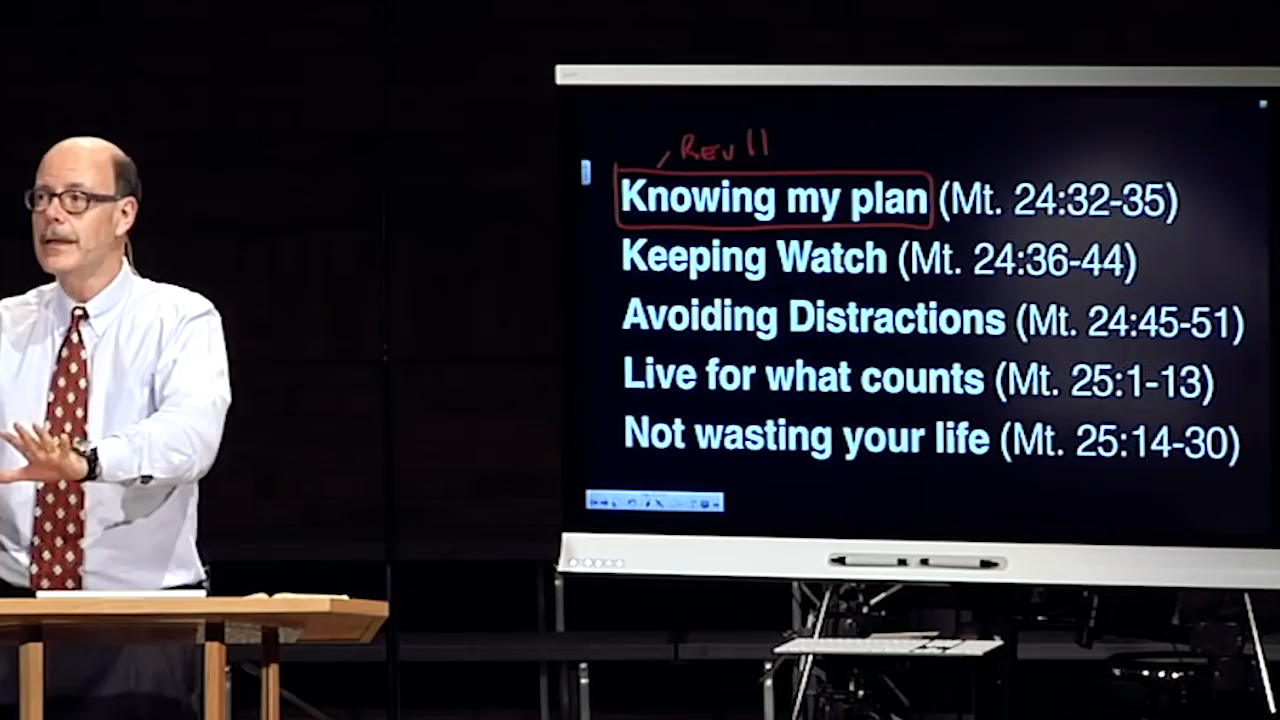 Rev 11
Knowing my plan (Mt. 24:32-35)
Keeping Watch (Mt. 24:36-44)
Avoiding Distractions (Mt. 24:45-51)
Live for what counts (Mt. 25:1-13)
Not wasting your life (Mt. 25:14-30)